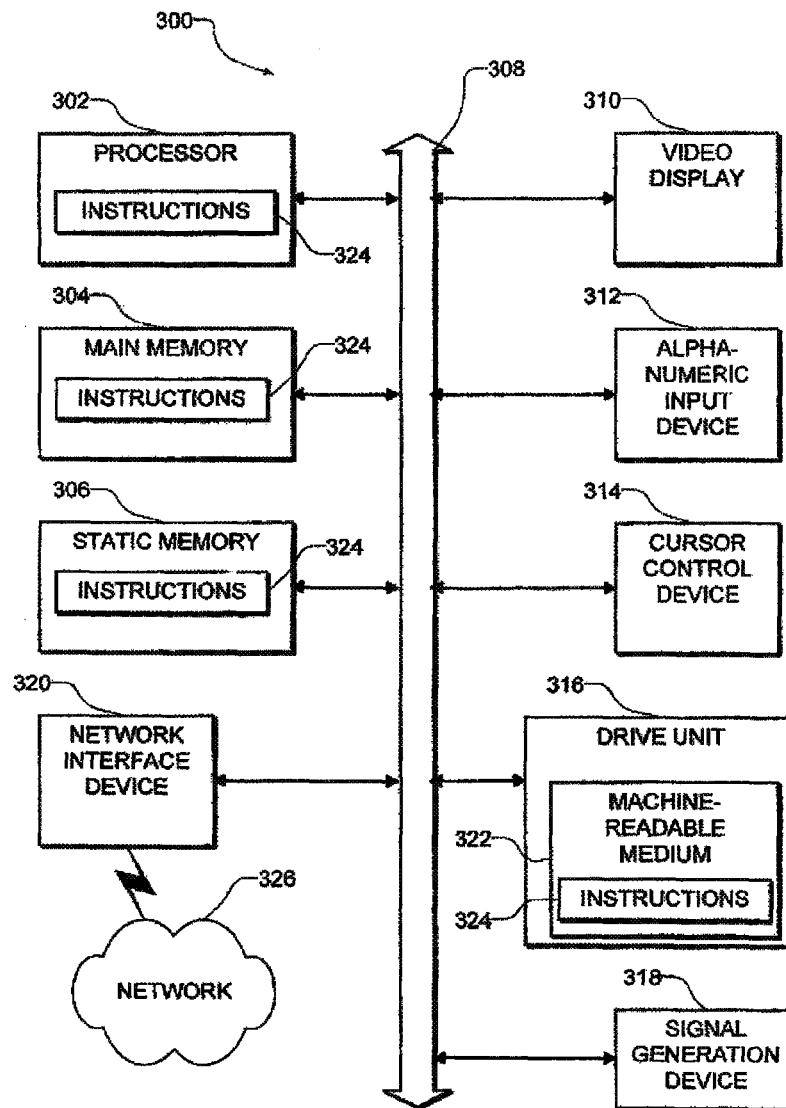 300
308
302
PROCESSOR
INSTRUCTIONS
324
310
VIDEO
DISPLAY
304
MAIN MEMORY
324
INSTRUCTIONS
312
ALPHA-
NUMERIC
INPUT
DEVICE
306
STATIC MEMORY
324
INSTRUCTIONS
314
CURSOR
CONTROL
DEVICE
320
NETWORK
INTERFACE
DEVICE
316
DRIVE UNIT
MACHINE-
READABLE
MEDIUM
322
INSTRUCTIONS
324
326
NETWORK
318
SIGNAL
GENERATION
DEVICE